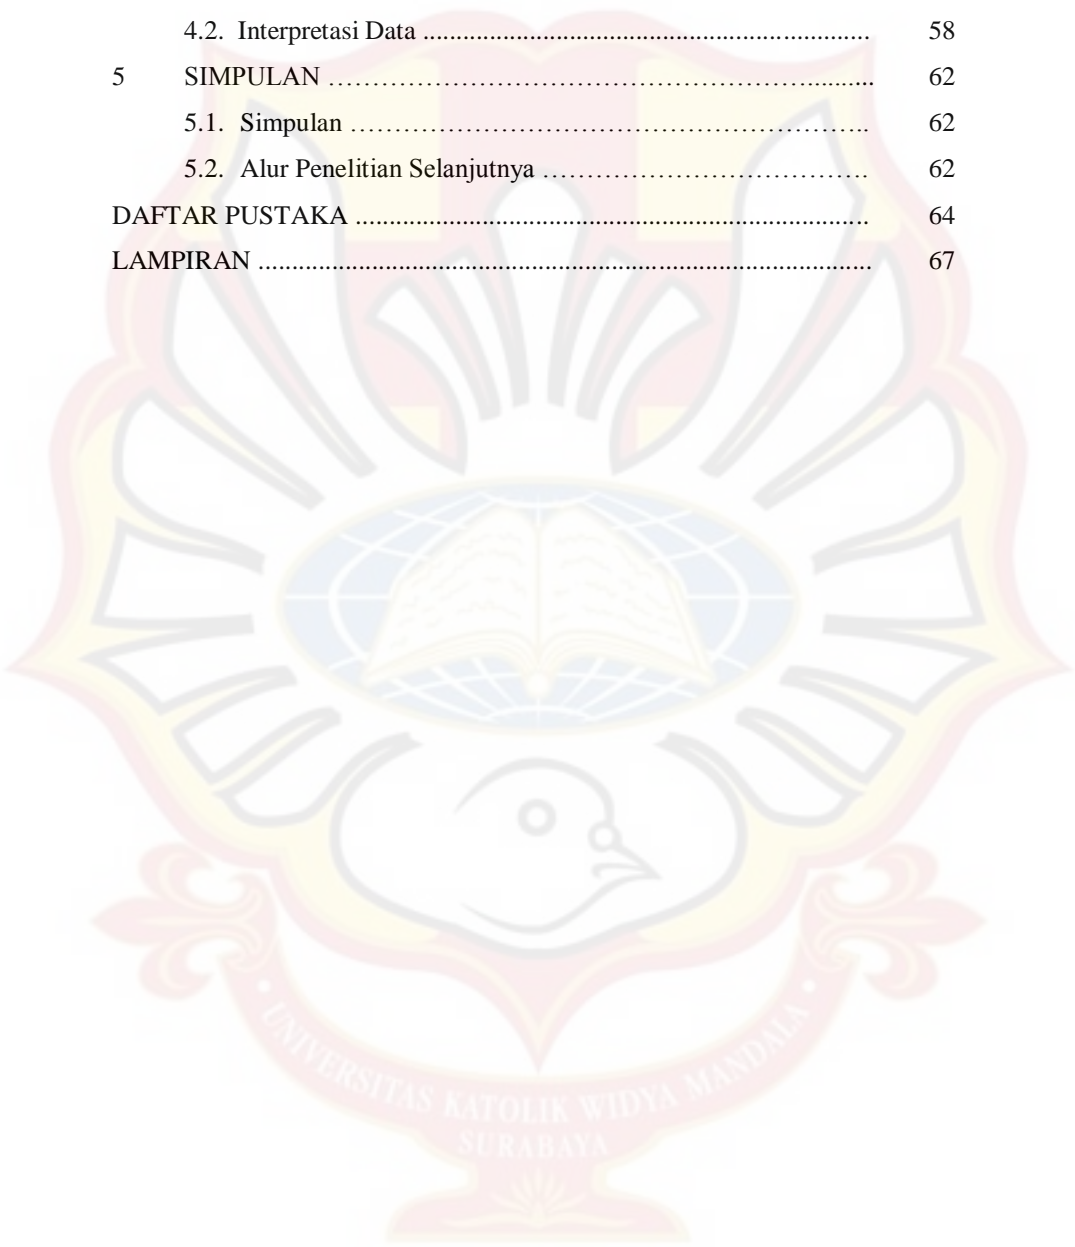 4.2. Interpretasi Data ................................................................... 58
5 SIMPULAN ……………………………………………….......... 62
5.1. Simpulan ………………………………………………….. 62
5.2. Alur Penelitian Selanjutnya ………………………………. 62
DAFTAR PUSTAKA ............................................................................. 64
LAMPIRAN ............................................................................................ 67
• UNIVERSITAS KATOLIK WIDYA MANDALA •
SURABAYA